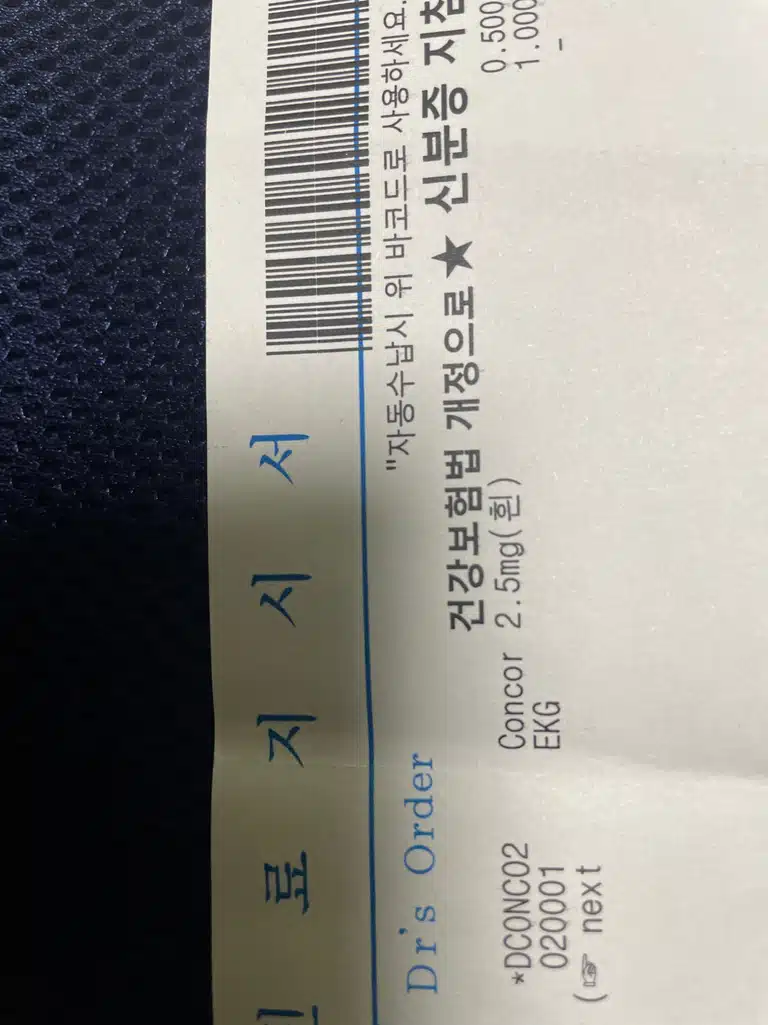 료 지 시 서
Dr's Order
"자동수납시 위 바코드로 사용하세요.
건강보험법 개정으로 ★ 신분증
*DCONC02 Concor 2.5mg(흰) 0.500
020001 EKG 1.000
(☞ next -